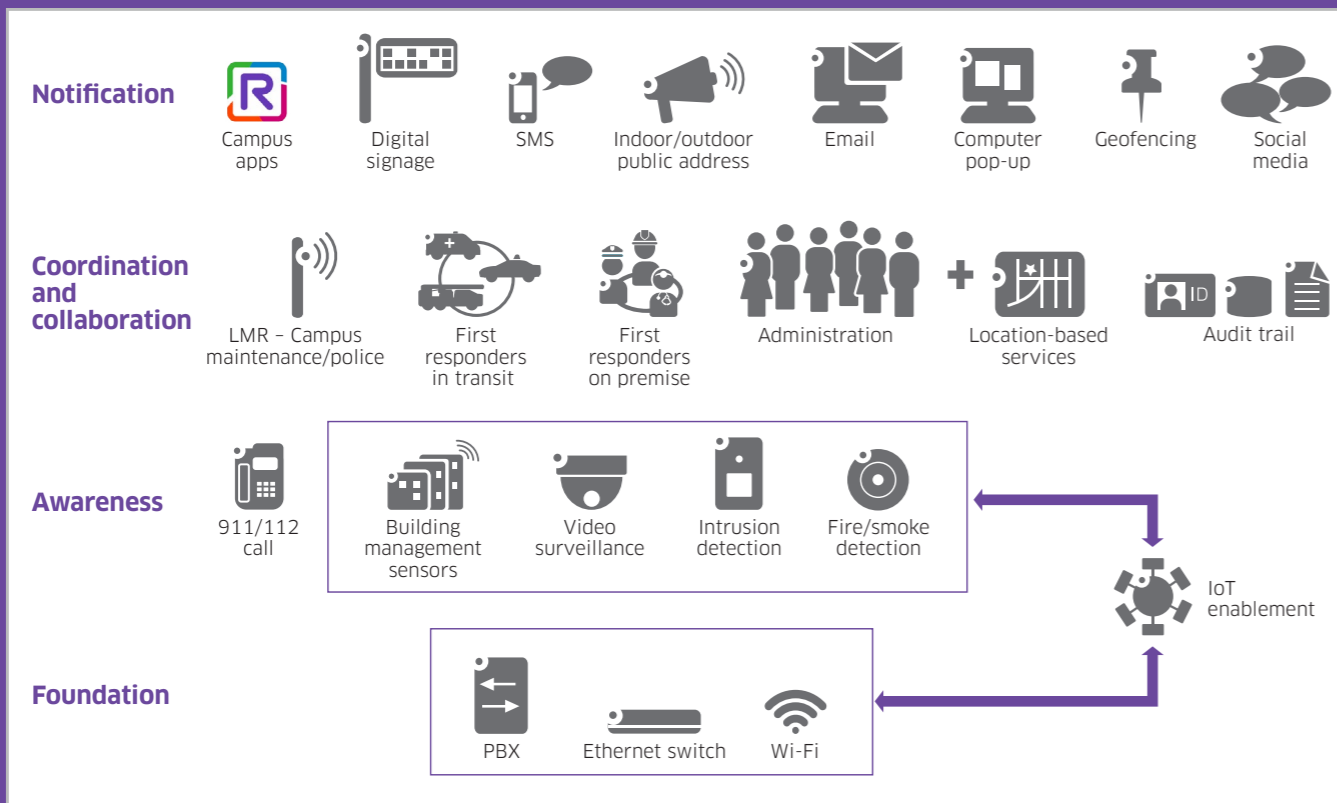 Notification
R
Campus
apps
Digital
signage
SMS
Indoor/outdoor
public address
Email
Computer
pop-up
Geofencing
Social
media
Coordination
and
collaboration
LMR – Campus
maintenance/police
First
responders
in transit
First
responders
on premise
Administration
+
Location-based
services
ID
Audit trail
Awareness
911/112
call
Building
management
sensors
Video
surveillance
Intrusion
detection
Fire/smoke
detection
IoT
enablement
Foundation
PBX
Ethernet switch
Wi-Fi